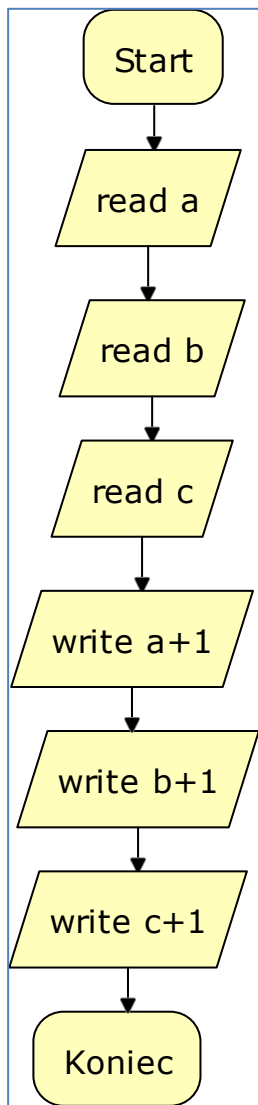 Start
read a
read b
read c
write a+1
write b+1
write c+1
Koniec